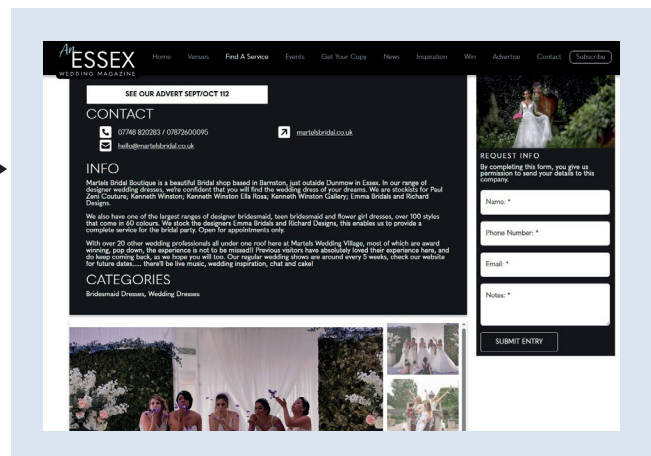 An
ESSEX
WEDDING MAGAZINE
Home Venues Find A Service Events Get Your Copy News Inspiration Win Advertise Contact Subscribe
SEE OUR ADVERT SEPT/OCT 112
CONTACT
07748 820283 / 07872600095
martelsbridal.co.uk
hello@martelsbridal.co.uk
INFO
Martels Bridal Boutique is a beautiful Bridal shop based in Barnston, just outside Dunmow in Essex. In our range of
designer wedding dresses, we're confident that you will find the wedding dress of your dreams. We are stockists for Paul
Zeni Couture; Kenneth Winston; Kenneth Winston Ella Rosa; Kenneth Winston Gallery; Emma Bridals and Richard
Designs.
We also have one of the largest ranges of designer bridesmaid, teen bridesmaid and flower girl dresses, over 100 styles
that come in 60 colours. We stock the designers Emma Bridals and Richard Designs, this enables us to provide a
complete service for the bridal party. Open for appointments only.
With over 20 other wedding professionals all under one roof here at Martels Wedding Village, most of which are award
winning, pop down, the experience is not to be missed!! Previous visitors have absolutely loved their experience here, and
do keep coming back, as we hope you will too. Our regular wedding shows are around every 5 weeks, check our website
for future dates..... there'll be live music, wedding inspiration, chat and cake!
CATEGORIES
Bridesmaid Dresses, Wedding Dresses
REQUEST INFO
By completing this form, you give us
permission to send your details to this
company.
Name: *
Phone Number: *
Email: *
Notes: *
SUBMIT ENTRY